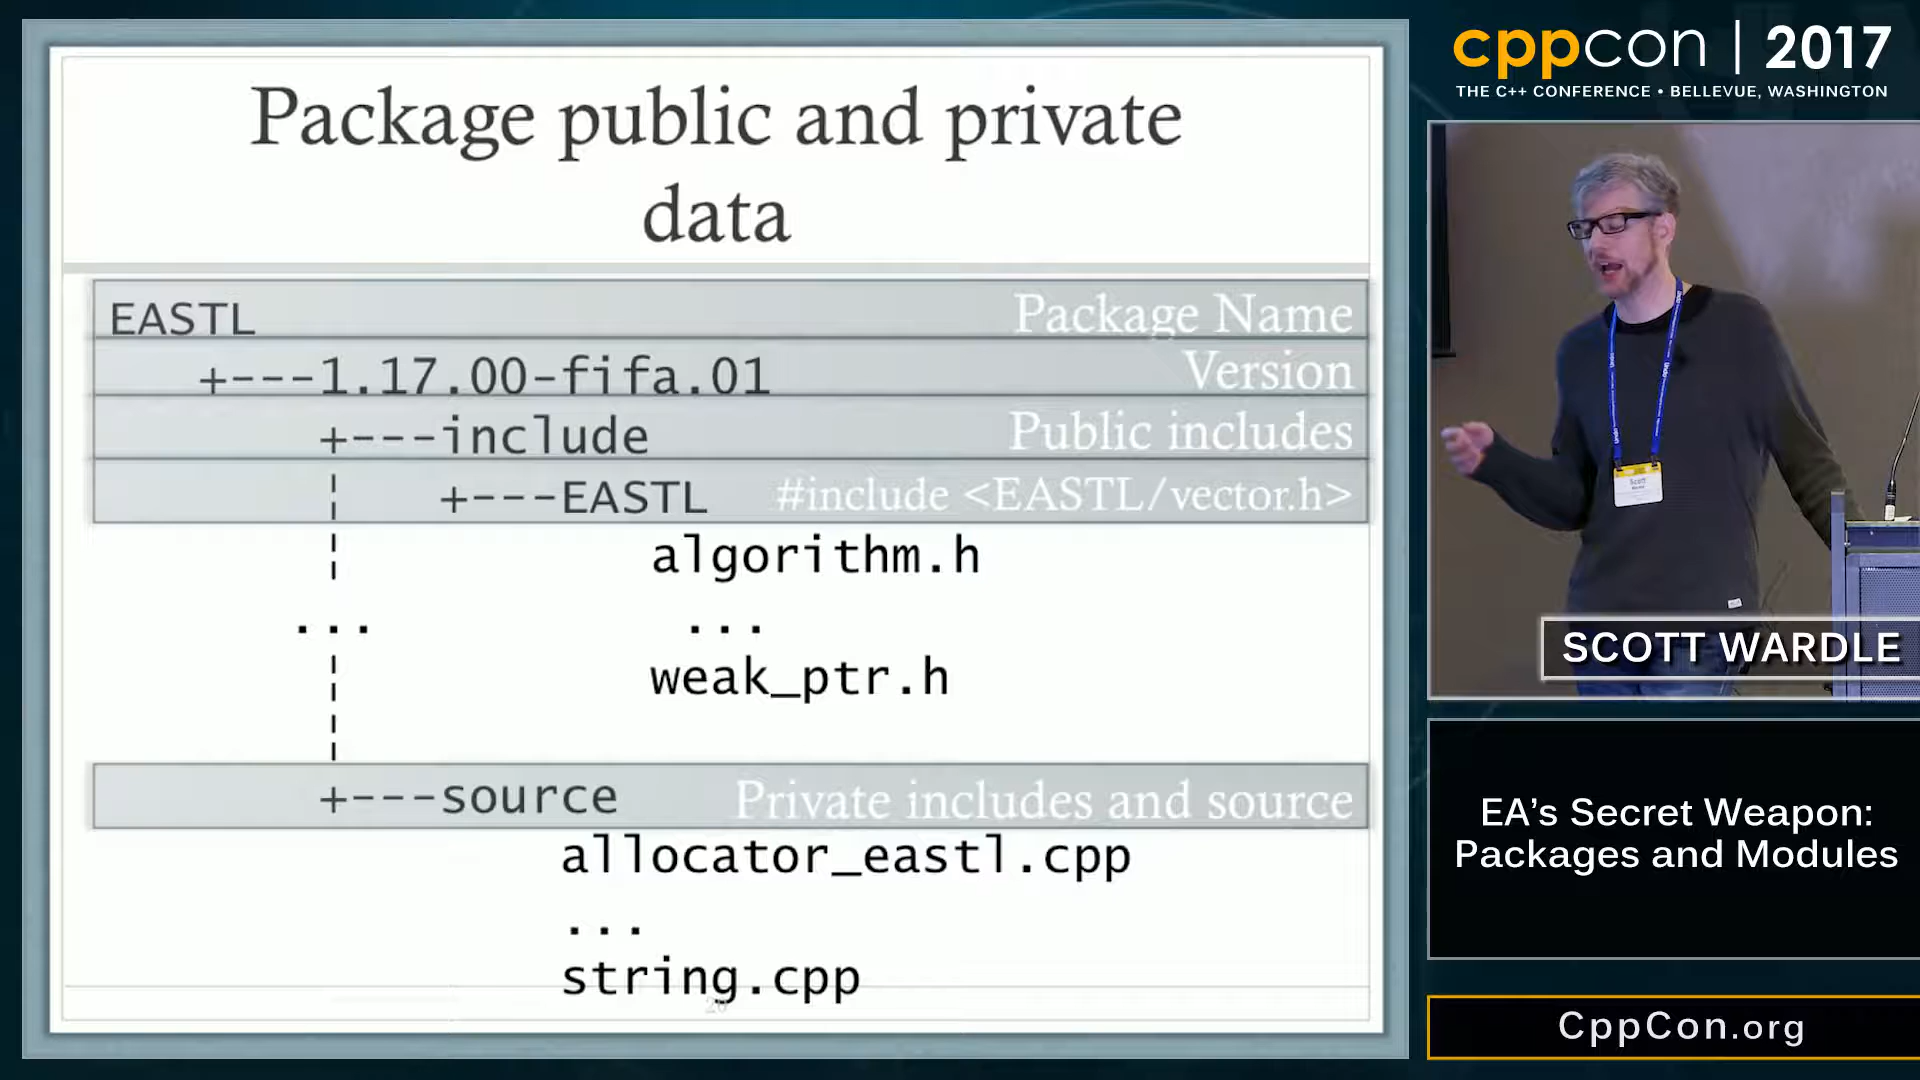 Package public and private
data
EASTL Package Name
+---1.17.00-fifa.01 Version
+---include Public includes
+---EASTL #include <EASTL/vector.h>
algorithm.h
... ...
weak_ptr.h
+---source Private includes and source
allocator_eastl.cpp
...
string.cpp
cppcon | 2017
THE C++ CONFERENCE • BELLEVUE, WASHINGTON
Scott
SCOTT WARDLE
EA's Secret Weapon:
Packages and Modules
CppCon.org